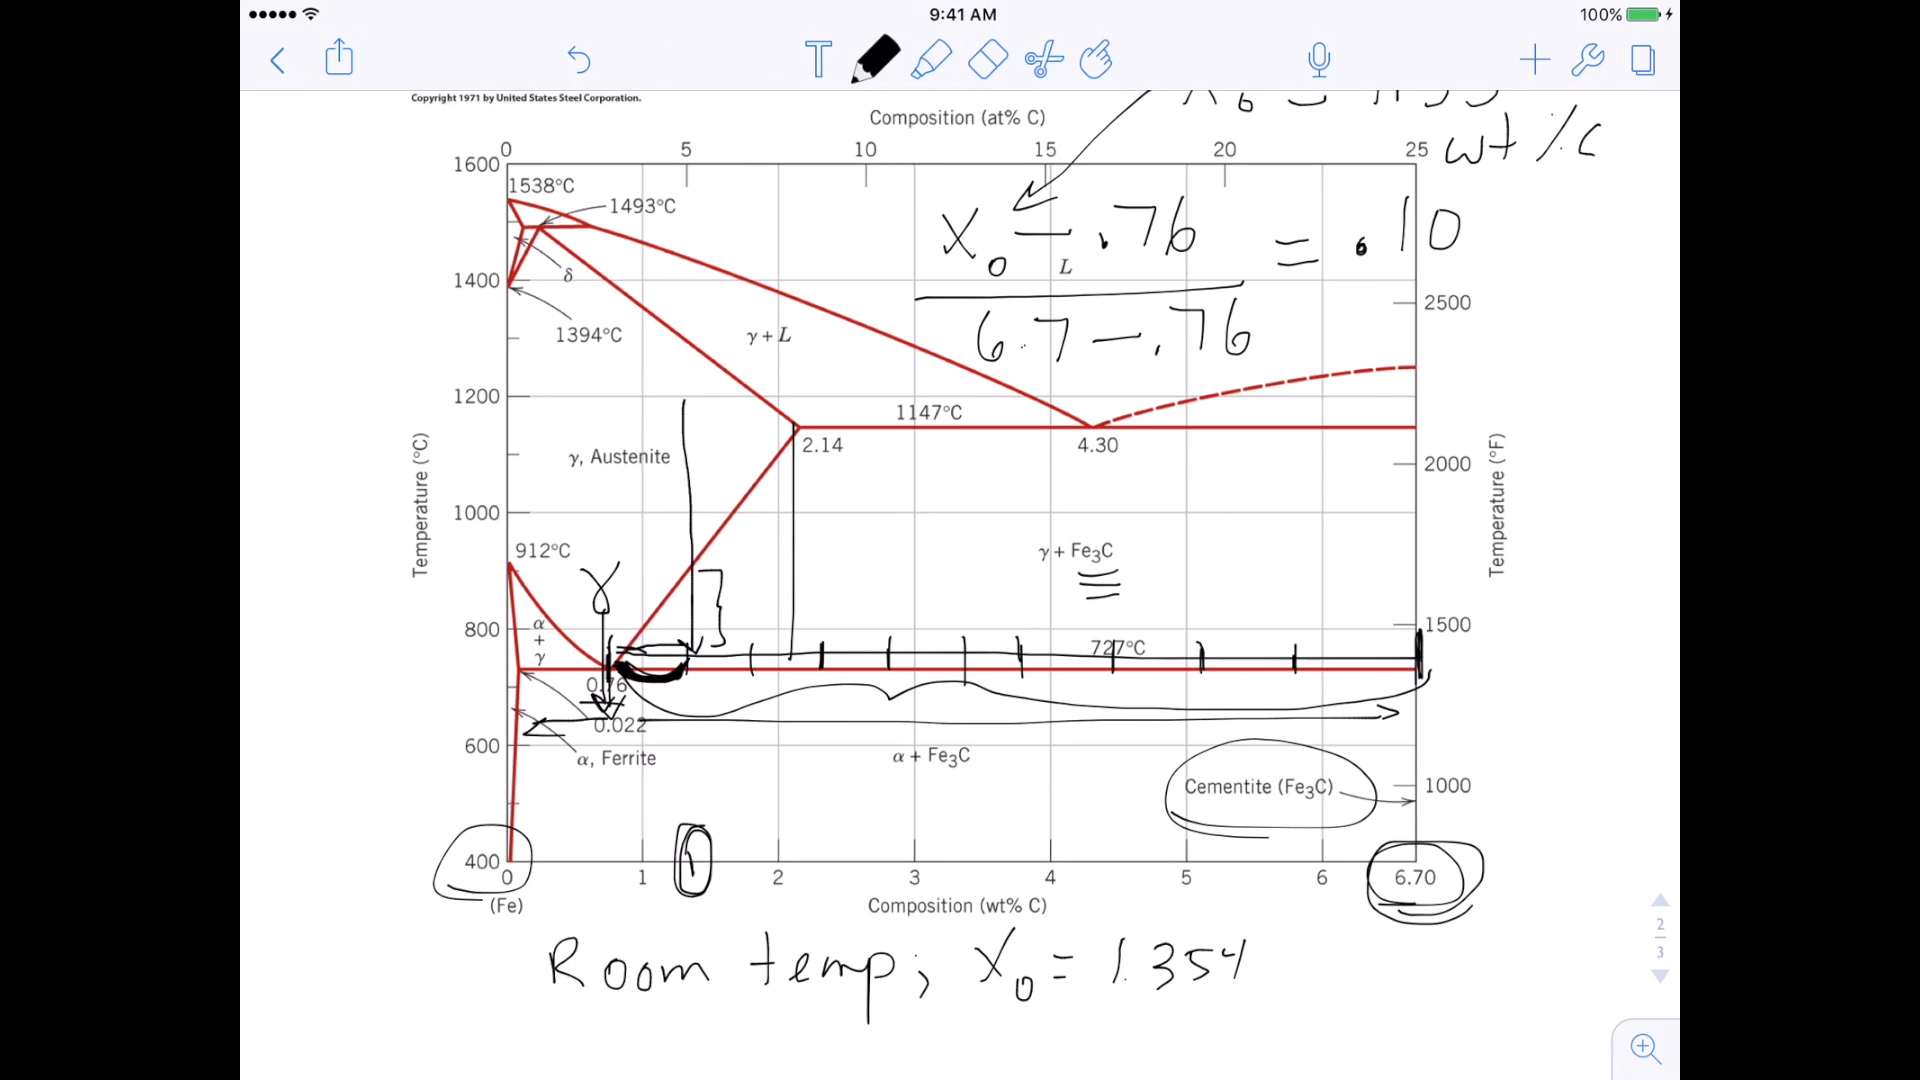 9:41 AM
100%
Copyright 1971 by United States Steel Corporation.
Composition (at% C)
wt % C
0 5 10 15 20 25
1600
1538°C
1493°C
X₀ − .76 = .10
δ
L
1400
2500
1394°C
γ + L
6.7 − .76
1200
1147°C
2.14
4.30
γ, Austenite
2000
Temperature (°C)
Temperature (°F)
1000
912°C
γ + Fe₃C
γ
800
α
+
γ
1500
727°C
0.76
0.022
600
α, Ferrite
α + Fe₃C
Cementite (Fe₃C)
1000
400
0 1 2 3 4 5 6 6.70
(Fe)
Composition (wt% C)
2
3
Room temp; X₀ = 1.354